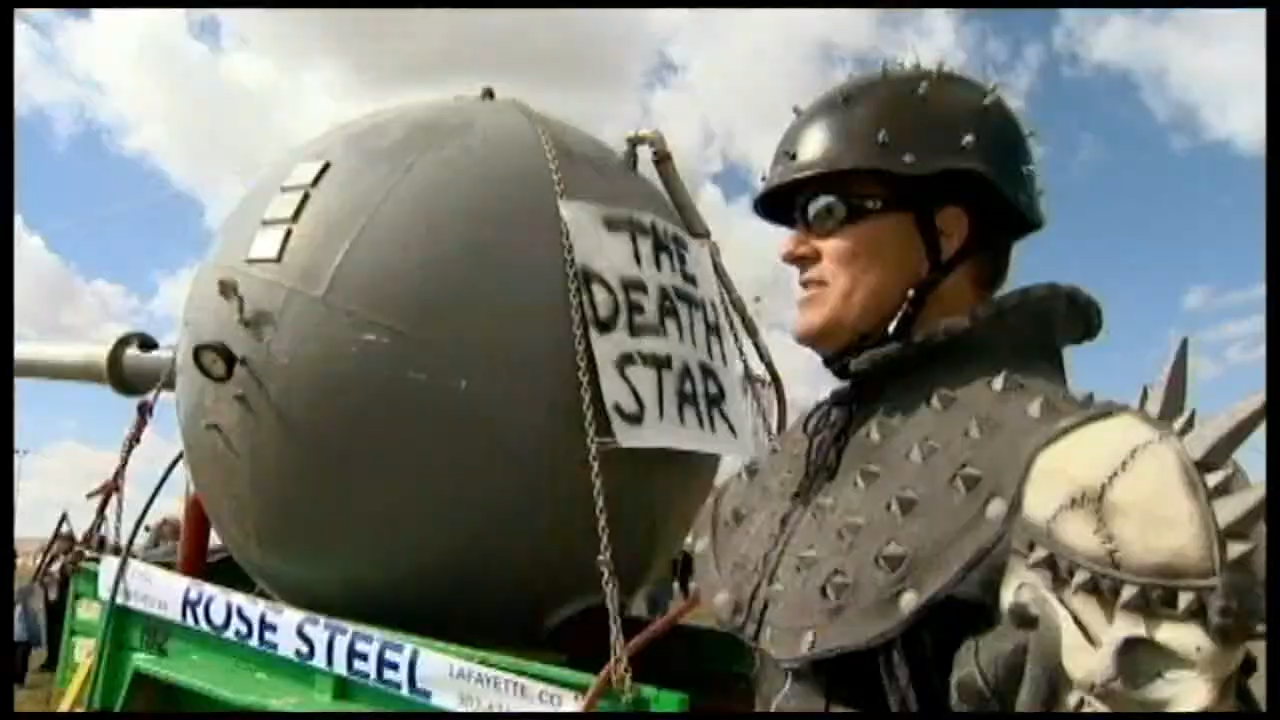 THE
DEATH
STAR
ROSE STEEL
LAFAYETTE, CO